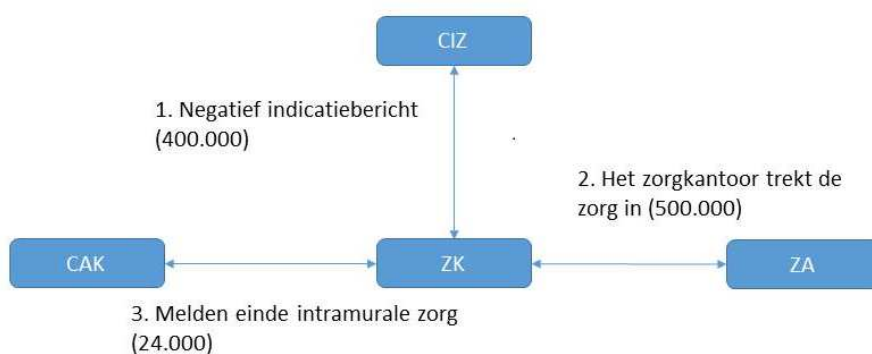 CIZ
1. Negatief indicatiebericht
(400.000)
2. Het zorgkantoor trekt de
zorg in (500.000)
CAK
ZK
ZA
3. Melden einde intramurale zorg
(24.000)